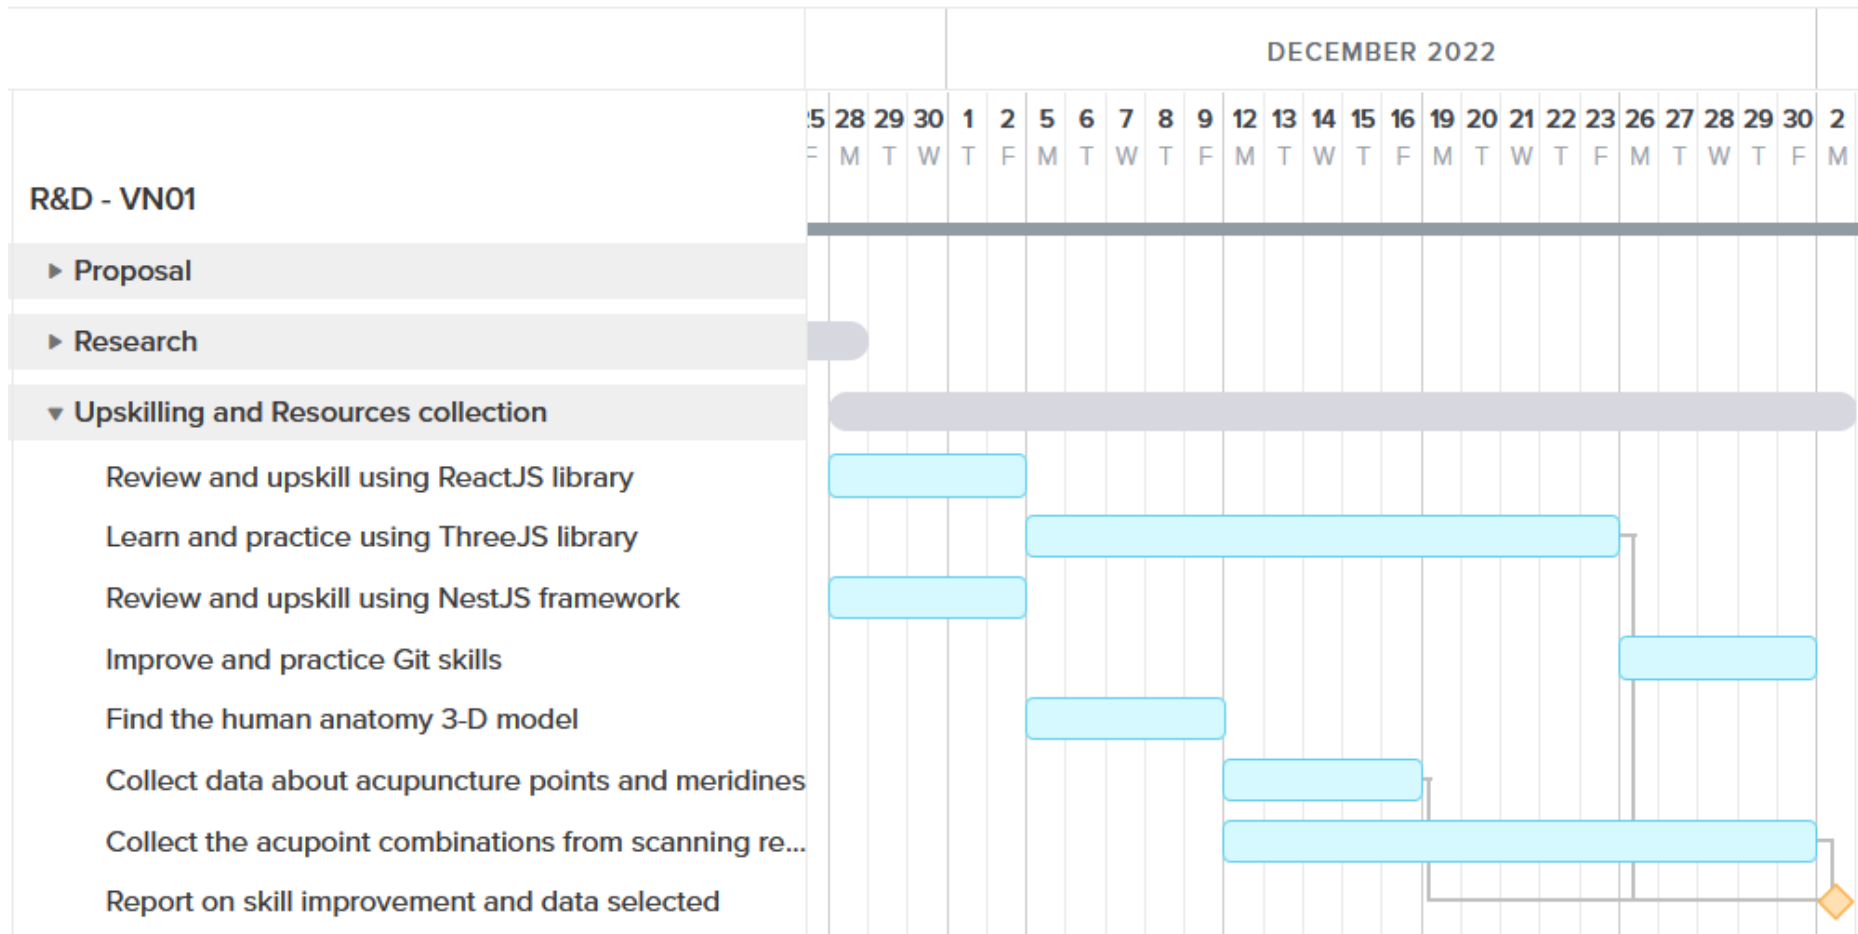 DECEMBER 2022
28 29 30 1 2 5 6 7 8 9 12 13 14 15 16 19 20 21 22 23 26 27 28 29 30 2
F M T W T F M T W T F M T W T F M T W T F M T W T F M
R&D - VN01
Proposal
Research
Upskilling and Resources collection
Review and upskill using ReactJS library
Learn and practice using ThreeJS library
Review and upskill using NestJS framework
Improve and practice Git skills
Find the human anatomy 3-D model
Collect data about acupuncture points and meridines
Collect the acupoint combinations from scanning re...
Report on skill improvement and data selected